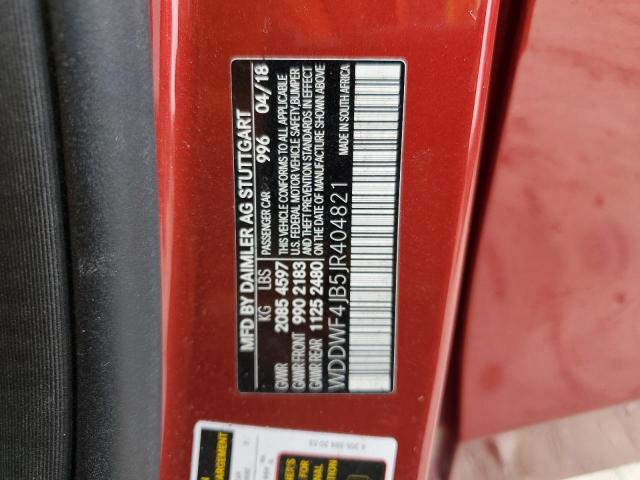 MFD BY DAIMLER AG STUTTGART
PASSENGER CAR 996 04/18
KG LBS
GVWR 2085 4597
GAWR FRONT 990 2183
GAWR REAR 1125 2480
THIS VEHICLE CONFORMS TO ALL APPLICABLE
U.S. FEDERAL MOTOR VEHICLE SAFETY, BUMPER
AND THEFT PREVENTION STANDARDS IN EFFECT
ON THE DATE OF MANUFACTURE SHOWN ABOVE
MADE IN SOUTH AFRICA
WDDWF4JB5JR404821